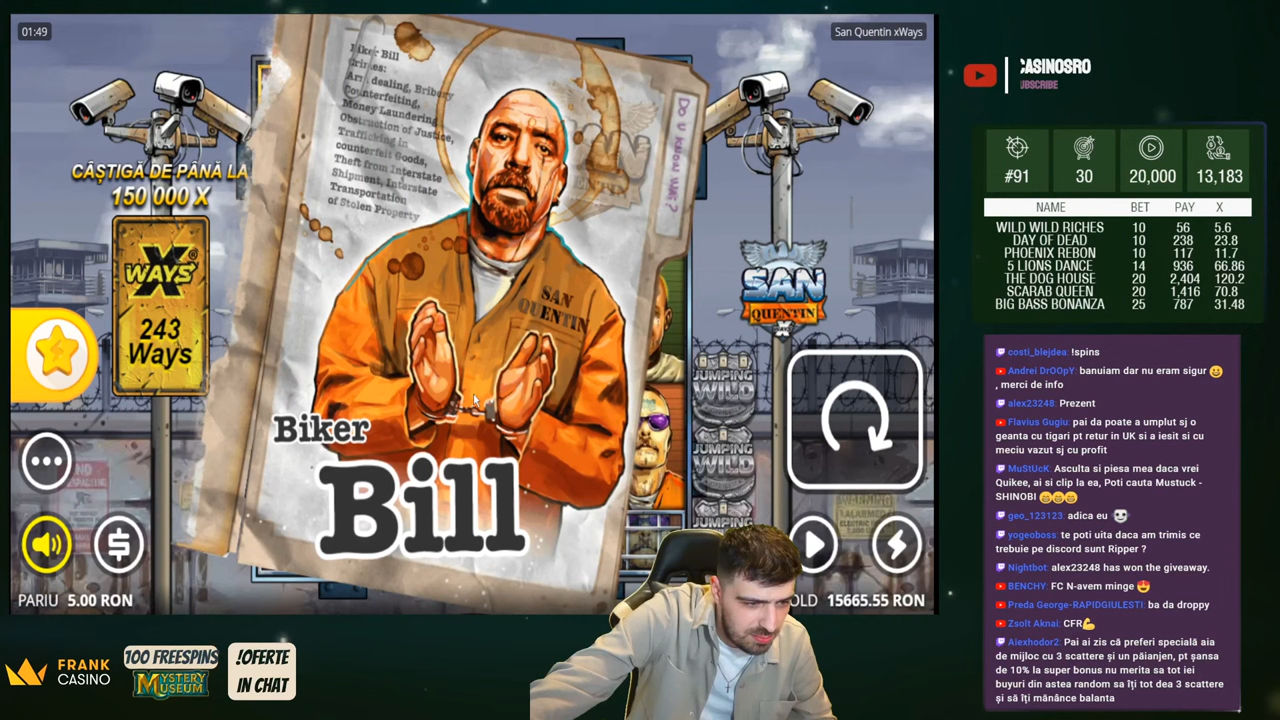 01:49
San Quentin xWays
Biker Bill
Crimes:
Arm dealing, Bribery
Counterfeiting,
Money Laundering
Obstruction of Justice,
Trafficking in
counterfeit Goods,
Theft from Interstate
Shipment, Interstate
Transportation
of Stolen Property
Do u know him?
CÂȘTIGĂ DE PÂNĂ LA
150 000 X
X
WAYS
243
Ways
SAN
QUENTIN
SAN
QUENTIN
Biker
Bill
JUMPING
WILD
JUMPING
WILD
JUMPING
PARIU 5.00 RON
OLD 15665.55 RON
FRANK
CASINO
100 FREESPINS
MYSTERY
MUSEUM
!OFERTE
IN CHAT
CASINOSRO
SUBSCRIBE
#91 30 20,000 13,183
NAME BET PAY X
WILD WILD RICHES 10 56 5.6
DAY OF DEAD 10 238 23.8
PHOENIX REBON 10 117 11.7
5 LIONS DANCE 14 936 66.86
THE DOG HOUSE 20 2,404 120.2
SCARAB QUEEN 20 1,416 70.8
BIG BASS BONANZA 25 787 31.48
costi_blejdea: !spins
Andrei DrOOpY: banuiam dar nu eram sigur 😀
, merci de info
alex23248: Prezent
Flavius Gugiu: pai da poate a umplut sj o
geanta cu tigari pt retur in UK si a iesit si cu
meciu vazut sj cu profit
MuStUcK: Asculta si piesa mea daca vrei
Quikee, ai si clip la ea, Poti cauta Mustuck -
SHINOBI 😁😁😁
geo_123123: adica eu
yogeoboss: te poti uita daca am trimis ce
trebuie pe discord sunt Ripper ?
Nightbot: alex23248 has won the giveaway.
BENCHY: FC N-avem minge 😍
Preda George-RAPIDGIULESTI: ba da droppy
Zsolt Aknai: CFR💪
Alexhodor2: Pai ai zis că preferi specială aia
de mijloc cu 3 scattere și un păianjen, pt șansa
de 10% la super bonus nu merita sa tot iei
buyuri din astea random sa îți tot dea 3 scattere
și să îți mănânce balanta